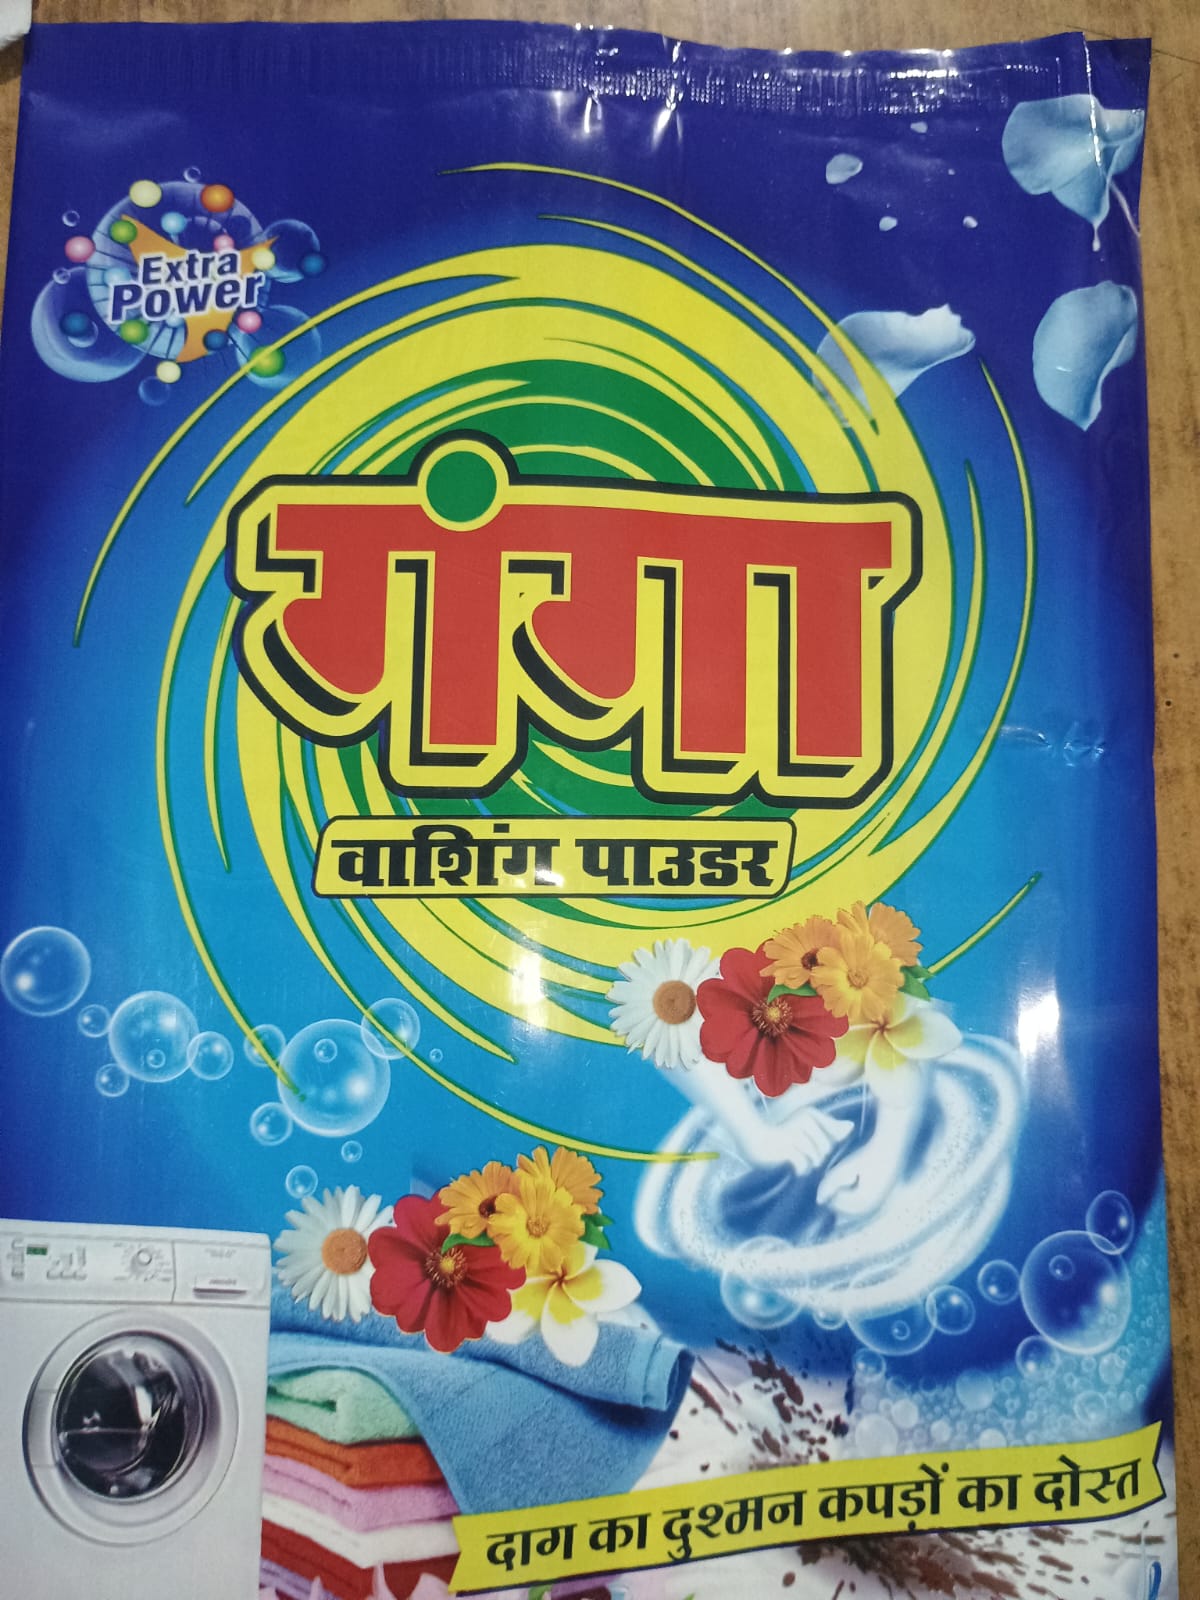 Extra
Power
गंगा
वाशिंग पाउडर
दाग का दुश्मन कपड़ों का दोस्त